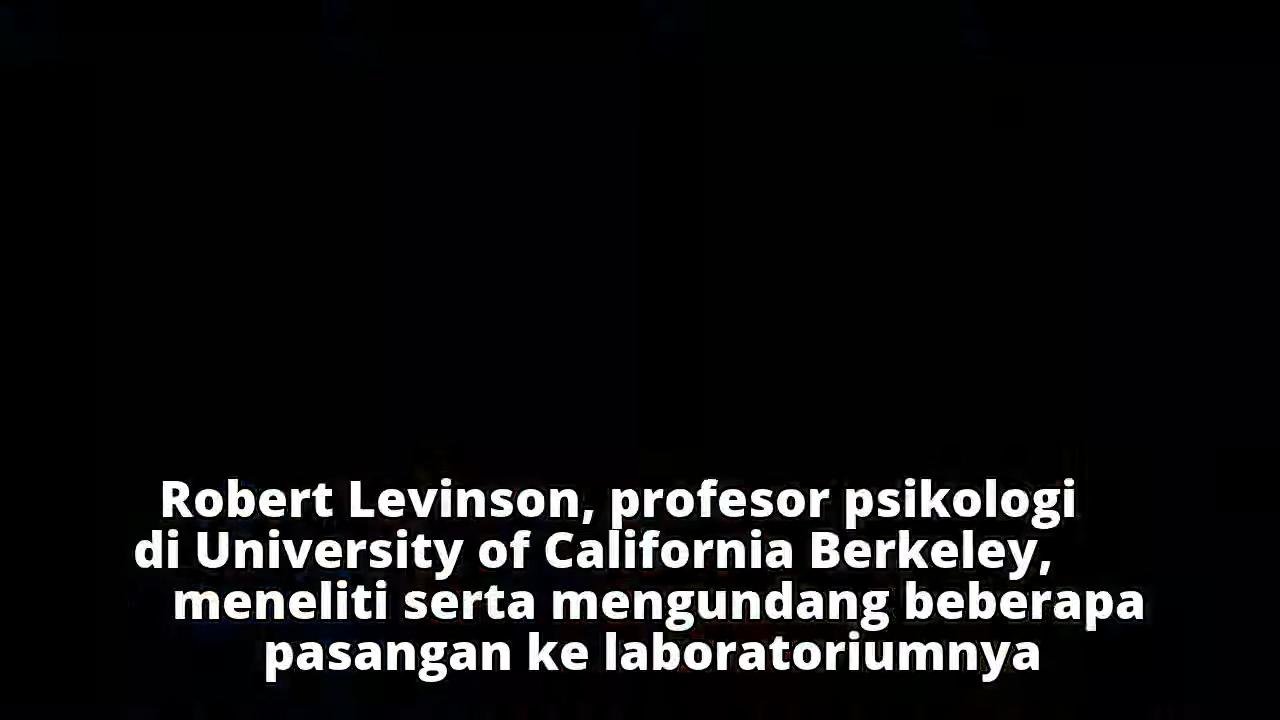 Robert Levinson, profesor psikologi
di University of California Berkeley,
meneliti serta mengundang beberapa
pasangan ke laboratoriumnya